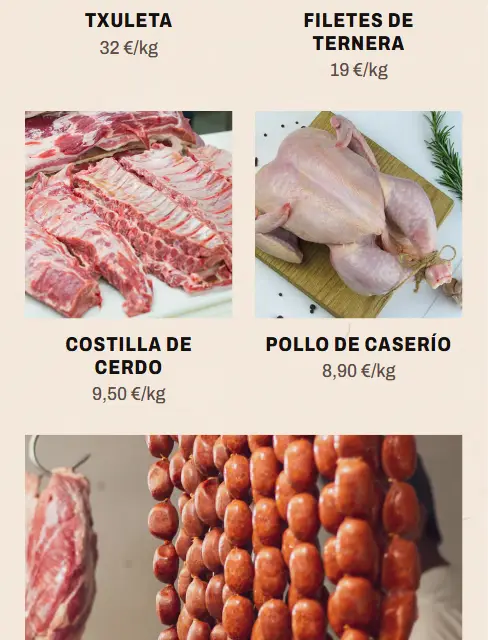 TXULETA
32 €/kg
FILETES DE
TERNERA
19 €/kg
COSTILLA DE
CERDO
9,50 €/kg
POLLO DE CASERÍO
8,90 €/kg